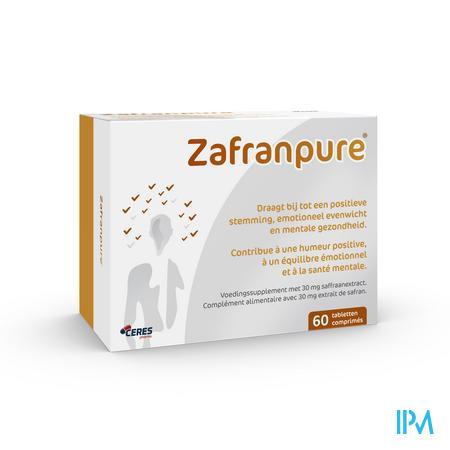 Zafranpure®
Draagt bij tot een positieve
stemming, emotioneel evenwicht
en mentale gezondheid.
Contribue à une humeur positive,
à un équilibre émotionnel
et à la santé mentale.
Voedingssupplement met 30 mg saffraanextract.
Complément alimentaire avec 30 mg extrait de safran.
60 tabletten
comprimés
Zafranpure®
CERES
pharma
IPM